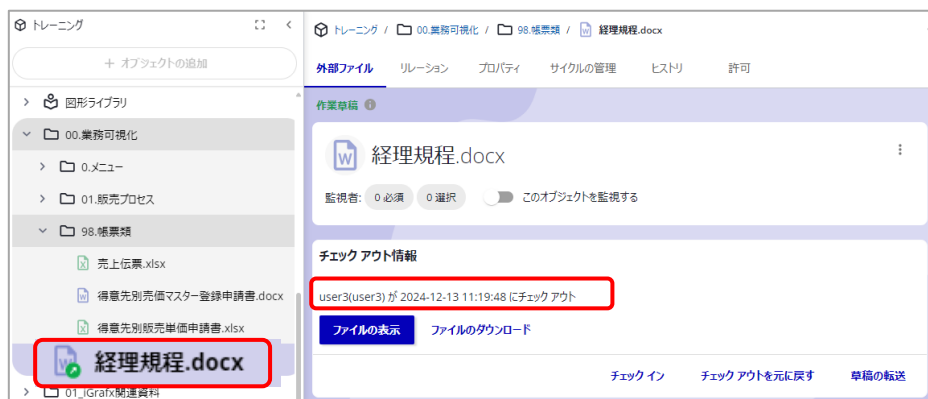 トレーニング
+ オブジェクトの追加
図形ライブラリ
00.業務可視化
0.メニュー
01.販売プロセス
98.帳票類
売上伝票.xlsx
得意先別売価マスター登録申請書.docx
得意先別販売単価申請書.xlsx
経理規程.docx
01_iGrafx関連資料
トレーニング / 00.業務可視化 / 98.帳票類 / 経理規程.docx
外部ファイル リレーション プロパティ サイクルの管理 ヒストリ 許可
作業草稿
経理規程.docx
監視者: 0 必須 0 選択 このオブジェクトを監視する
チェック アウト情報
user3(user3) が 2024-12-13 11:19:48 にチェック アウト
ファイルの表示 ファイルのダウンロード
チェック イン チェック アウトを元に戻す 草稿の転送